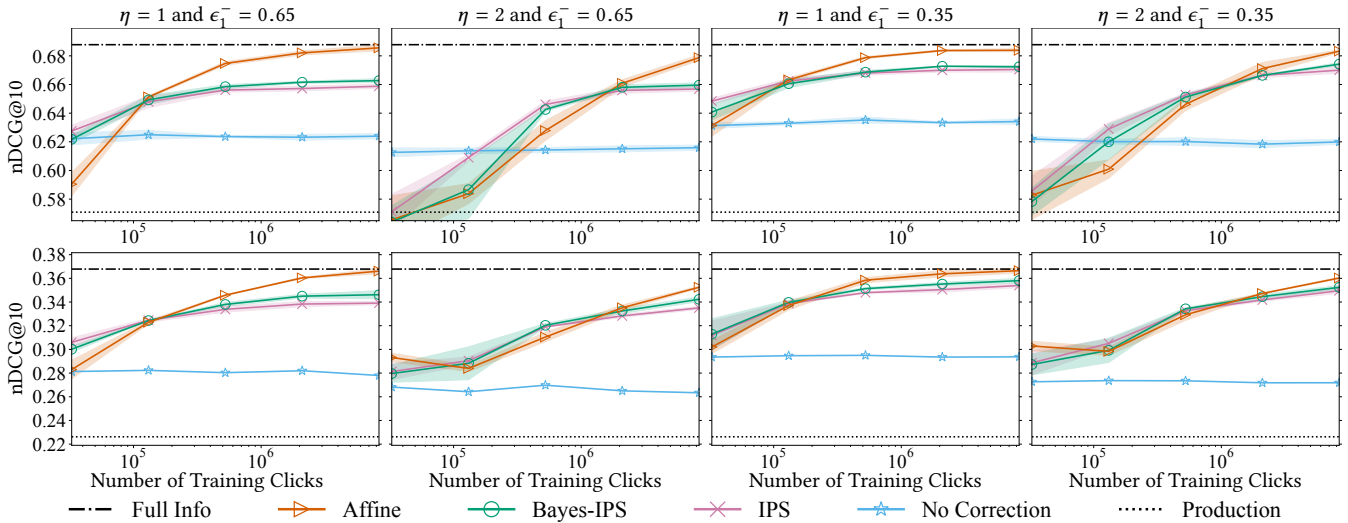 η = 1 and ϵ₁⁻ = 0.65
η = 2 and ϵ₁⁻ = 0.65
η = 1 and ϵ₁⁻ = 0.35
η = 2 and ϵ₁⁻ = 0.35
nDCG@10
0.68
0.66
0.64
0.62
0.60
0.58
10⁵ 10⁶
10⁵ 10⁶
10⁵ 10⁶
10⁵ 10⁶
nDCG@10
0.38
0.36
0.34
0.32
0.30
0.28
0.26
0.24
0.22
10⁵ 10⁶
10⁵ 10⁶
10⁵ 10⁶
10⁵ 10⁶
Number of Training Clicks
Number of Training Clicks
Number of Training Clicks
Number of Training Clicks
Full Info Affine Bayes-IPS IPS No Correction Production